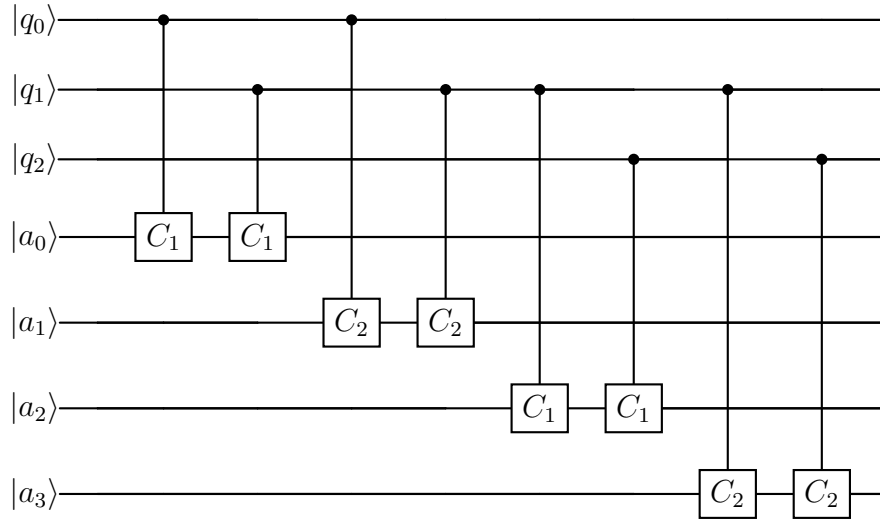 |q₀⟩
|q₁⟩
|q₂⟩
|a₀⟩ C₁ C₁
|a₁⟩ C₂ C₂
|a₂⟩ C₁ C₁
|a₃⟩ C₂ C₂